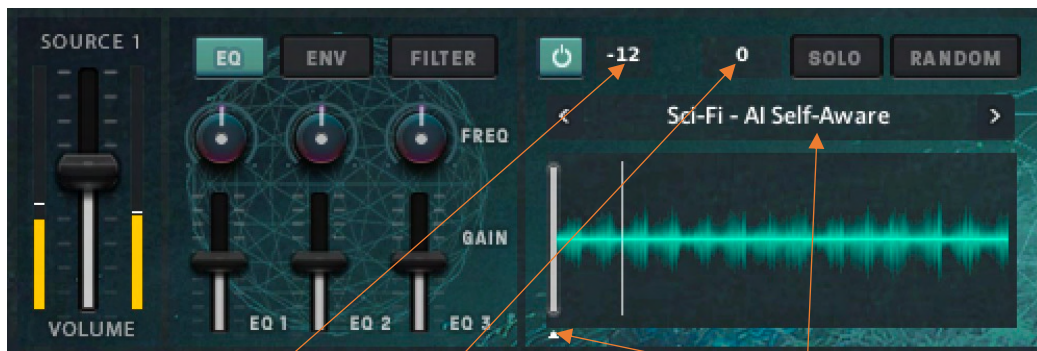 SOURCE 1
EQ ENV FILTER
-12 0 SOLO RANDOM
FREQ
Sci-Fi - AI Self-Aware
GAIN
EQ 1 EQ 2 EQ 3
VOLUME